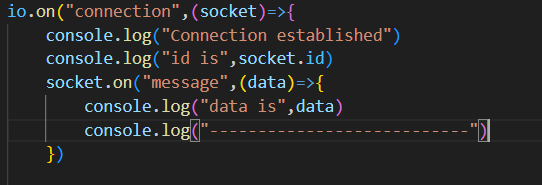 io.on("connection",(socket)=>{
console.log("Connection established")
console.log("id is",socket.id)
socket.on("message",(data)=>{
console.log("data is",data)
console.log("---------------------------")
})